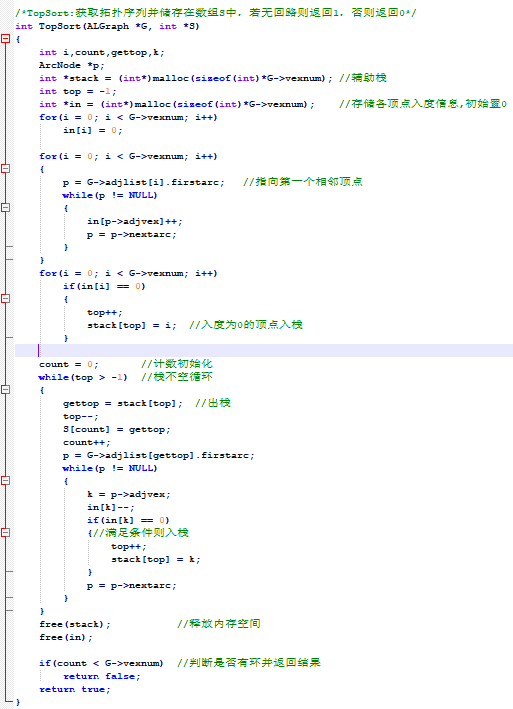 /*TopSort:获取拓扑序列并储存在数组S中，若无回路则返回1，否则返回0*/
int TopSort(ALGraph *G, int *S)
{
    int i,count,gettop,k;
    ArcNode *p;
    int *stack = (int*)malloc(sizeof(int)*G->vexnum); //辅助栈
    int top = -1;
    int *in = (int*)malloc(sizeof(int)*G->vexnum);    //存储各顶点入度信息,初始置0
    for(i = 0; i < G->vexnum; i++)
        in[i] = 0;
    for(i = 0; i < G->vexnum; i++)
    {
        p = G->adjlist[i].firstarc;   //指向第一个相邻顶点
        while(p != NULL)
        {
            in[p->adjvex]++;
            p = p->nextarc;
        }
    }
    for(i = 0; i < G->vexnum; i++)
        if(in[i] == 0)
        {
            top++;
            stack[top] = i;  //入度为0的顶点入栈
        }
    count = 0;       //计数初始化
    while(top > -1)  //栈不空循环
    {
        gettop = stack[top];  //出栈
        top--;
        S[count] = gettop;
        count++;
        p = G->adjlist[gettop].firstarc;
        while(p != NULL)
        {
            k = p->adjvex;
            in[k]--;
            if(in[k] == 0)
            {//满足条件则入栈
                top++;
                stack[top] = k;
            }
            p = p->nextarc;
        }
    }
    free(stack);           //释放内存空间
    free(in);
    if(count < G->vexnum)  //判断是否有环并返回结果
        return false;
    return true;
}